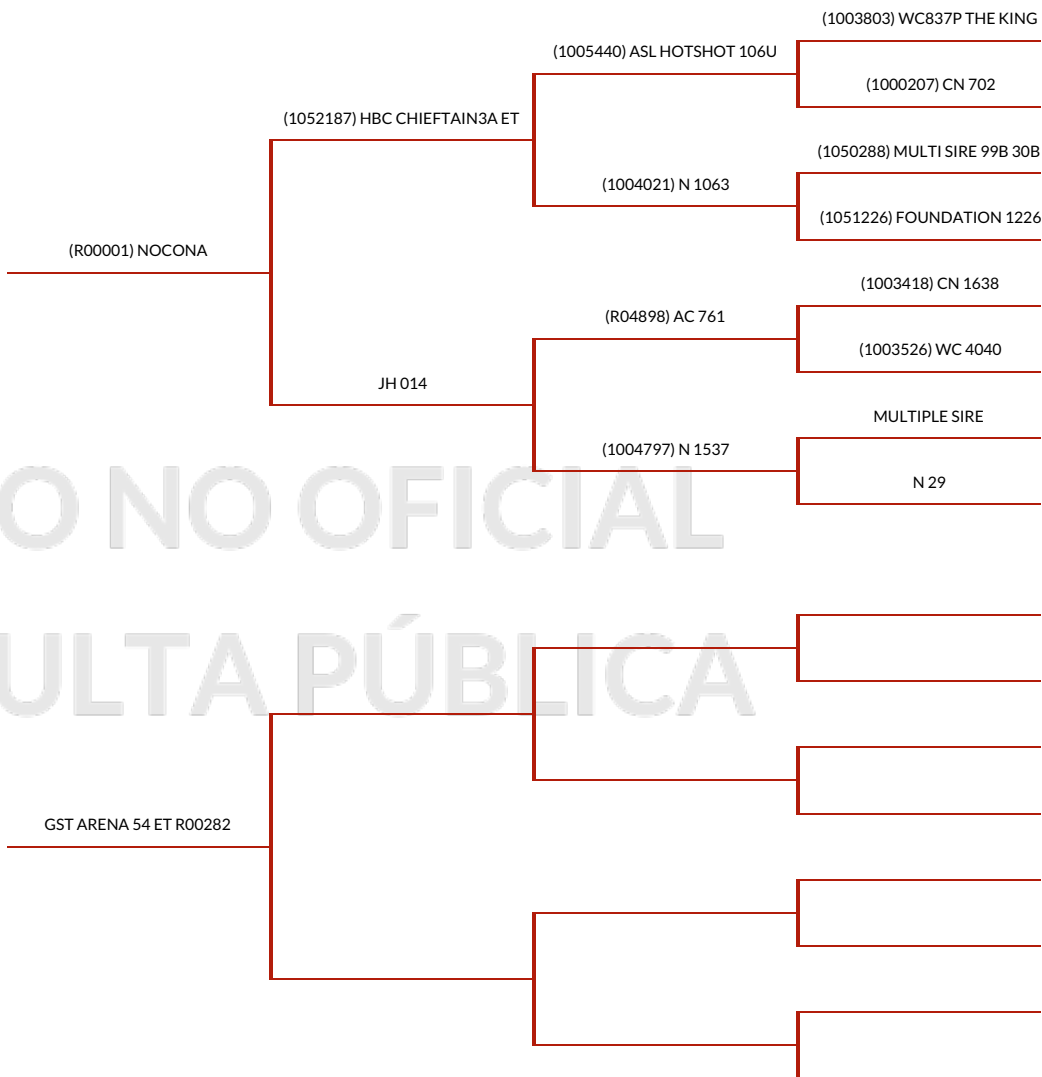 (1003803) WC837P THE KING
(1005440) ASL HOTSHOT 106U
(1000207) CN 702
(1052187) HBC CHIEFTAIN3A ET
(1050288) MULTI SIRE 99B 30B
(1004021) N 1063
(1051226) FOUNDATION 1226
(R00001) NOCONA
(1003418) CN 1638
(R04898) AC 761
(1003526) WC 4040
JH 014
MULTIPLE SIRE
(1004797) N 1537
N 29
O NO OFICIAL
ULTA PÚBLICA
GST ARENA 54 ET R00282